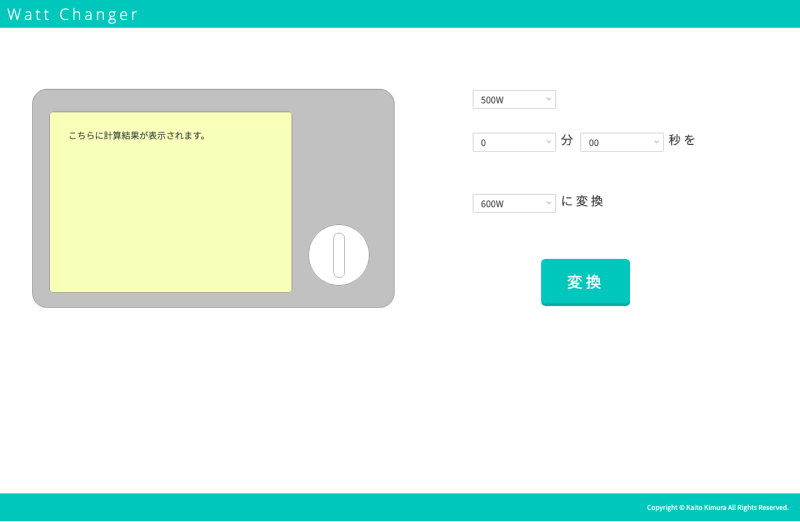 Watt Changer
こちらに計算結果が表示されます。
500W
0 分 00 秒を
600W に変換
変換
Copyright © Kaito Kimura All Rights Reserved.